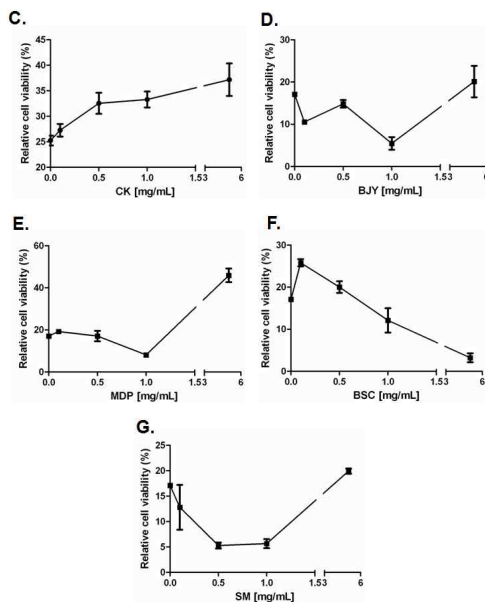 C.
Relative cell viability (%)
45
40
35
30
25
20
0.0 0.5 1.0 1.53 6
CK [mg/mL]
D.
Relative cell viability (%)
30
20
10
0
0.0 0.5 1.0 1.53 6
BJY [mg/mL]
E.
Relative cell viability (%)
60
40
20
0
0.0 0.5 1.0 1.53 6
MDP [mg/mL]
F.
Relative cell viability (%)
30
20
10
0
0.0 0.5 1.0 1.53 6
BSC [mg/mL]
G.
Relative cell viability (%)
25
20
15
10
5
0
0.0 0.5 1.0 1.53 6
SM [mg/mL]